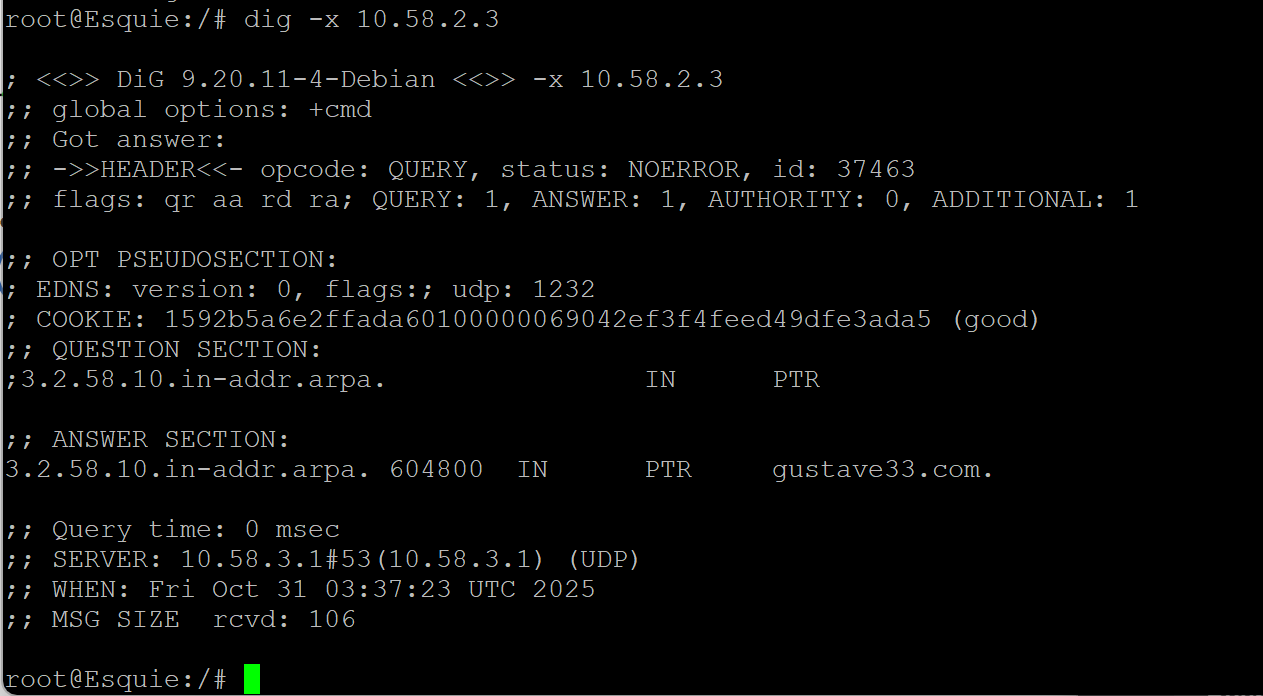 root@Esquie:/# dig -x 10.58.2.3
; <<>> DiG 9.20.11-4-Debian <<>> -x 10.58.2.3
;; global options: +cmd
;; Got answer:
;; ->>HEADER<<- opcode: QUERY, status: NOERROR, id: 37463
;; flags: qr aa rd ra; QUERY: 1, ANSWER: 1, AUTHORITY: 0, ADDITIONAL: 1
;; OPT PSEUDOSECTION:
; EDNS: version: 0, flags:; udp: 1232
; COOKIE: 1592b5a6e2ffada60100000069042ef3f4feed49dfe3ada5 (good)
;; QUESTION SECTION:
;3.2.58.10.in-addr.arpa. IN PTR
;; ANSWER SECTION:
3.2.58.10.in-addr.arpa. 604800 IN PTR gustave33.com.
;; Query time: 0 msec
;; SERVER: 10.58.3.1#53(10.58.3.1) (UDP)
;; WHEN: Fri Oct 31 03:37:23 UTC 2025
;; MSG SIZE rcvd: 106
root@Esquie:/#